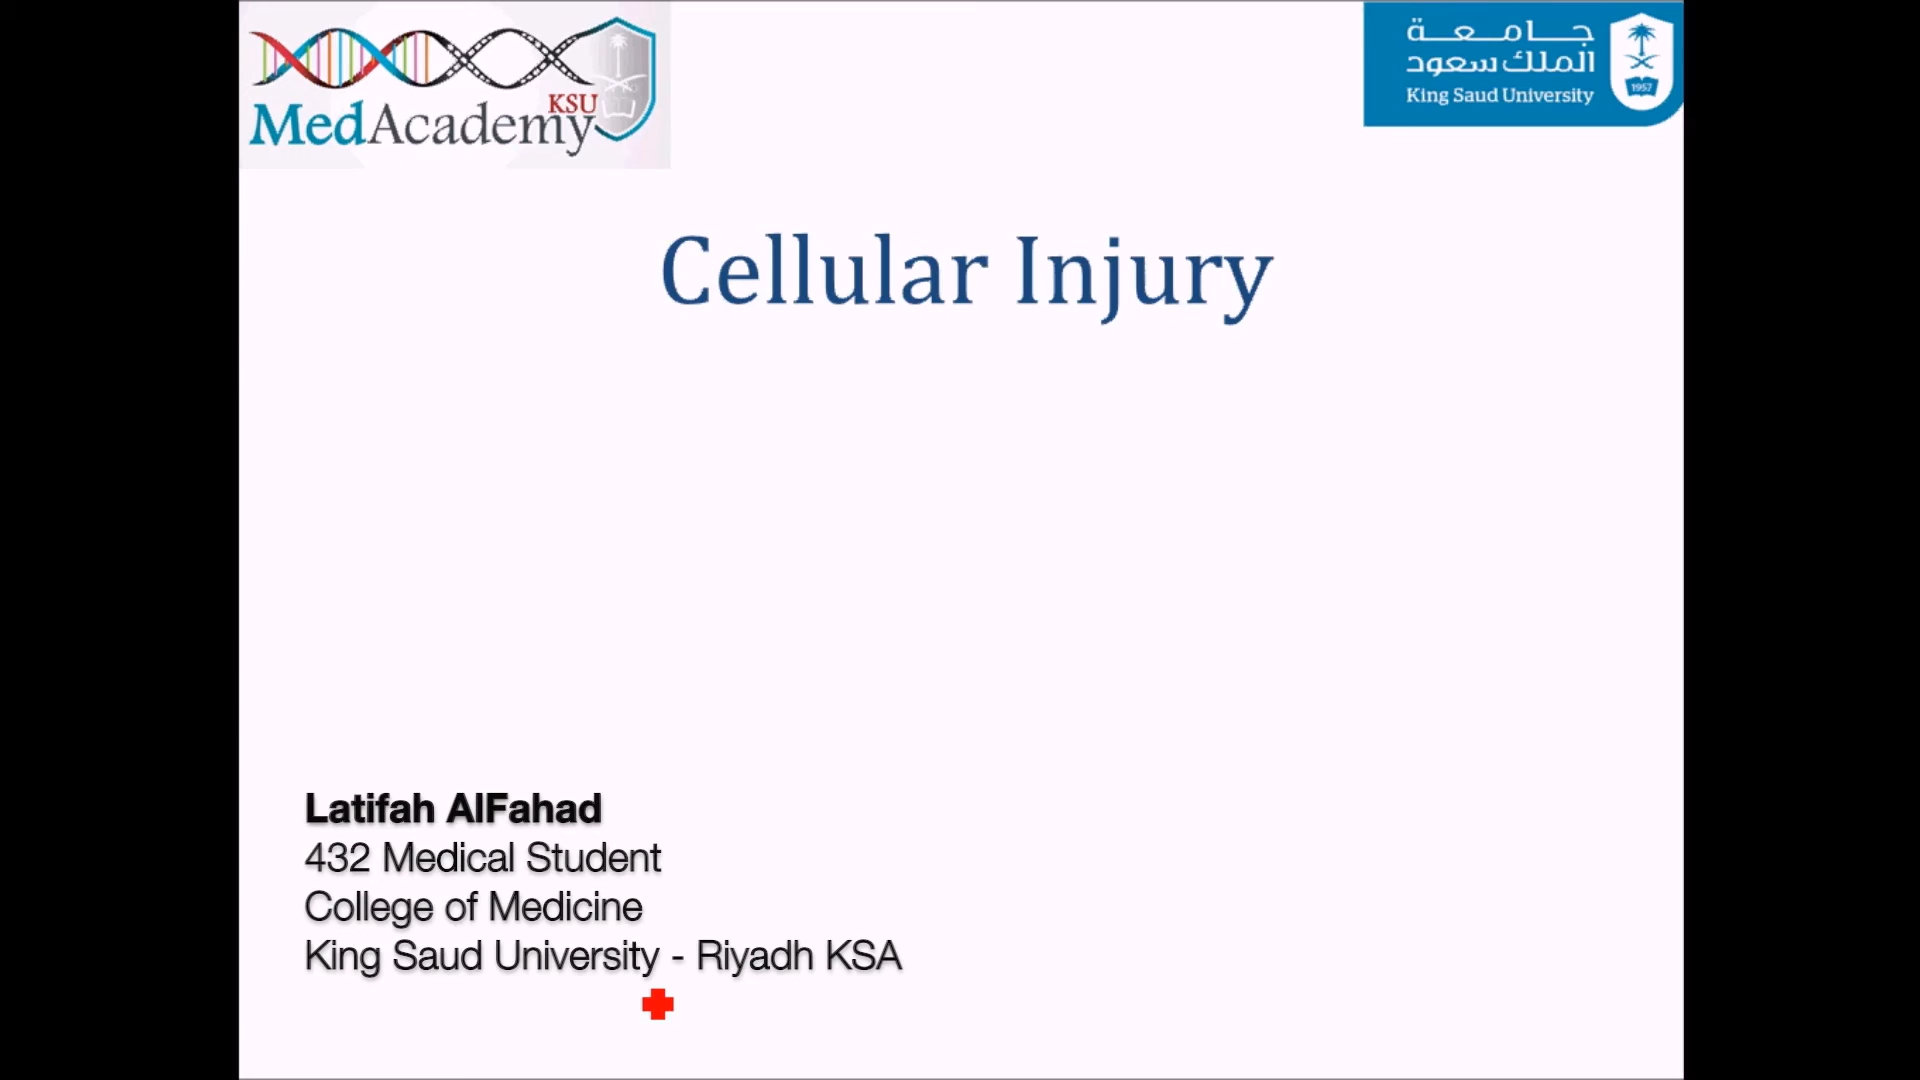 KSU
MedAcademy
جامعة
الملك سعود
King Saud University
1957
Cellular Injury
Latifah AlFahad
432 Medical Student
College of Medicine
King Saud University - Riyadh KSA